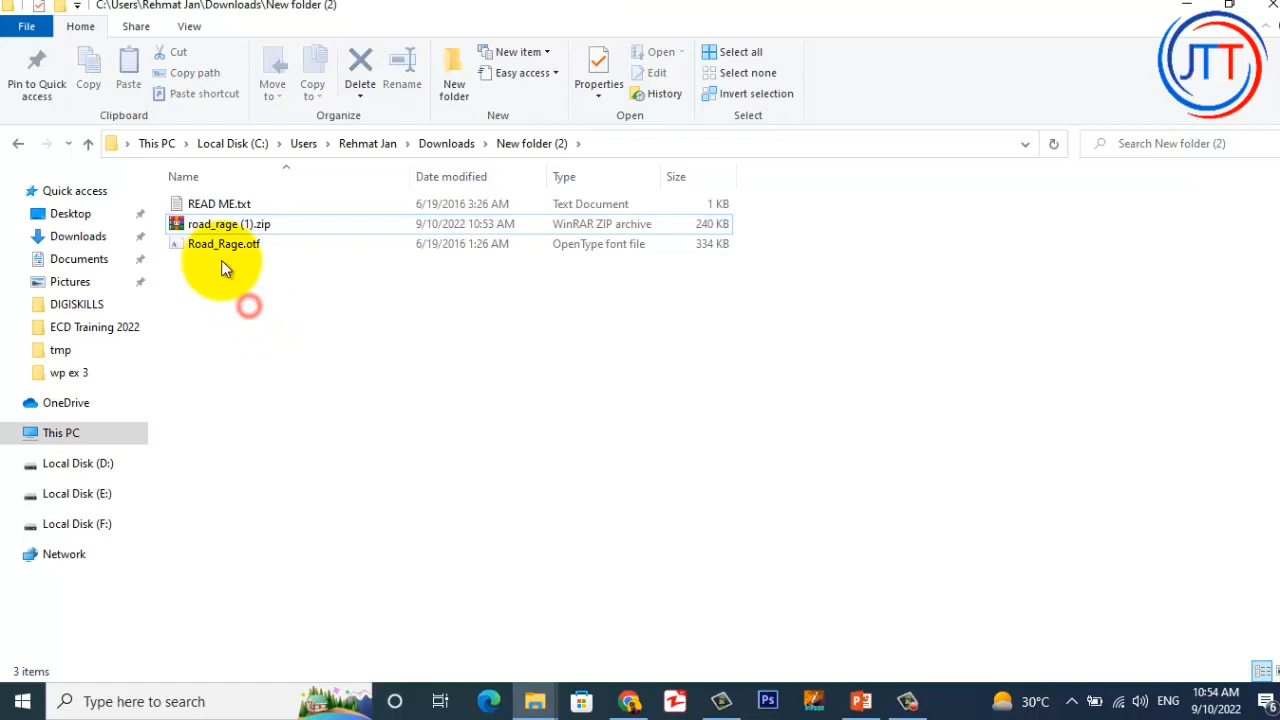 C:\Users\Rehmat Jan\Downloads\New folder (2)
File Home Share View
Pin to Quick access
Copy
Paste
Cut
Copy path
Paste shortcut
Clipboard
Move to
Copy to
Delete
Rename
Organize
New folder
New item
Easy access
New
Properties
Open
Edit
History
Open
Select all
Select none
Invert selection
Select
JTT
This PC Local Disk (C:) Users Rehmat Jan Downloads New folder (2)
Search New folder (2)
Name Date modified Type Size
READ ME.txt 6/19/2016 3:26 AM Text Document 1 KB
road_rage (1).zip 9/10/2022 10:53 AM WinRAR ZIP archive 240 KB
Road_Rage.otf 6/19/2016 1:26 AM OpenType font file 334 KB
Quick access
Desktop
Downloads
Documents
Pictures
DIGISKILLS
ECD Training 2022
tmp
wp ex 3
OneDrive
This PC
Local Disk (D:)
Local Disk (E:)
Local Disk (F:)
Network
3 items
Type here to search
Ps
30°C
ENG
10:54 AM
9/10/2022
6